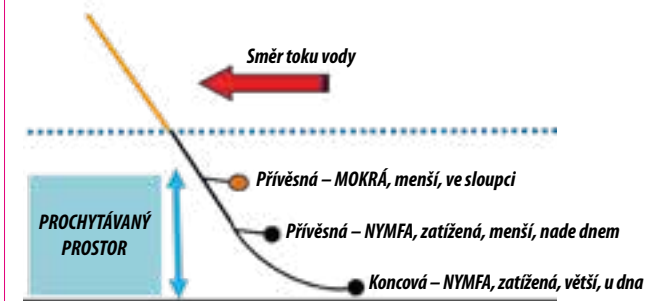 Směr toku vody
Přívěsná – MOKRÁ, menší, ve sloupci
PROCHYTÁVANÝ
PROSTOR
Přívěsná – NYMFA, zatížená, menší, nade dnem
Koncová – NYMFA, zatížená, větší, u dna